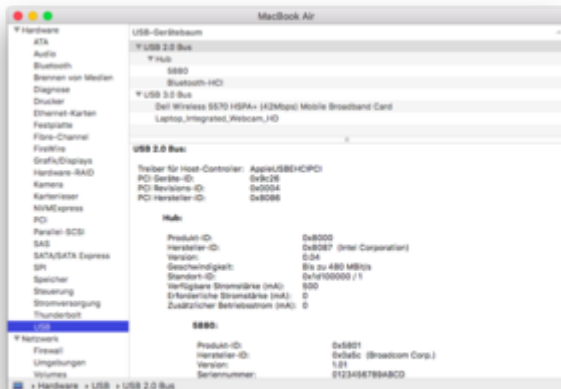 MacBook Air
Hardware
ATA
Audio
Bluetooth
Brennen von Medien
Diagnose
Drucker
Ethernet-Karten
Festplatte
Fibre-Channel
FireWire
Grafik/Displays
Hardware-RAID
Kamera
Kartenleser
NVMExpress
PCI
Parallel-SCSI
SAS
SATA/SATA Express
SPI
Speicher
Steuerung
Stromversorgung
Thunderbolt
USB
Netzwerk
Firewall
Umgebungen
Volumes
USB-Gerätebaum
USB 2.0 Bus
Hub
5880
Bluetooth-HCI
USB 3.0 Bus
Dell Wireless 5570 HSPA+ (42Mbps) Mobile Broadband Card
Laptop_Integrated_Webcam_HD
USB 2.0 Bus:
Treiber für Host-Controller: AppleUSBEHCIPCI
PCI Geräte-ID: 0x9c26
PCI Revisions-ID: 0x0004
PCI Hersteller-ID: 0x8086
Hub:
Produkt-ID: 0x8000
Hersteller-ID: 0x8087 (Intel Corporation)
Version: 0.04
Geschwindigkeit: Bis zu 480 MBit/s
Standort-ID: 0x1d100000 / 1
Verfügbare Stromstärke (mA): 500
Erforderliche Stromstärke (mA): 0
Zusätzlicher Betriebsstrom (mA): 0
5880:
Produkt-ID: 0x5801
Hersteller-ID: 0x0a5c (Broadcom Corp.)
Version: 1.01
Seriennummer: 0123456789ABCD
Hardware USB USB 2.0 Bus